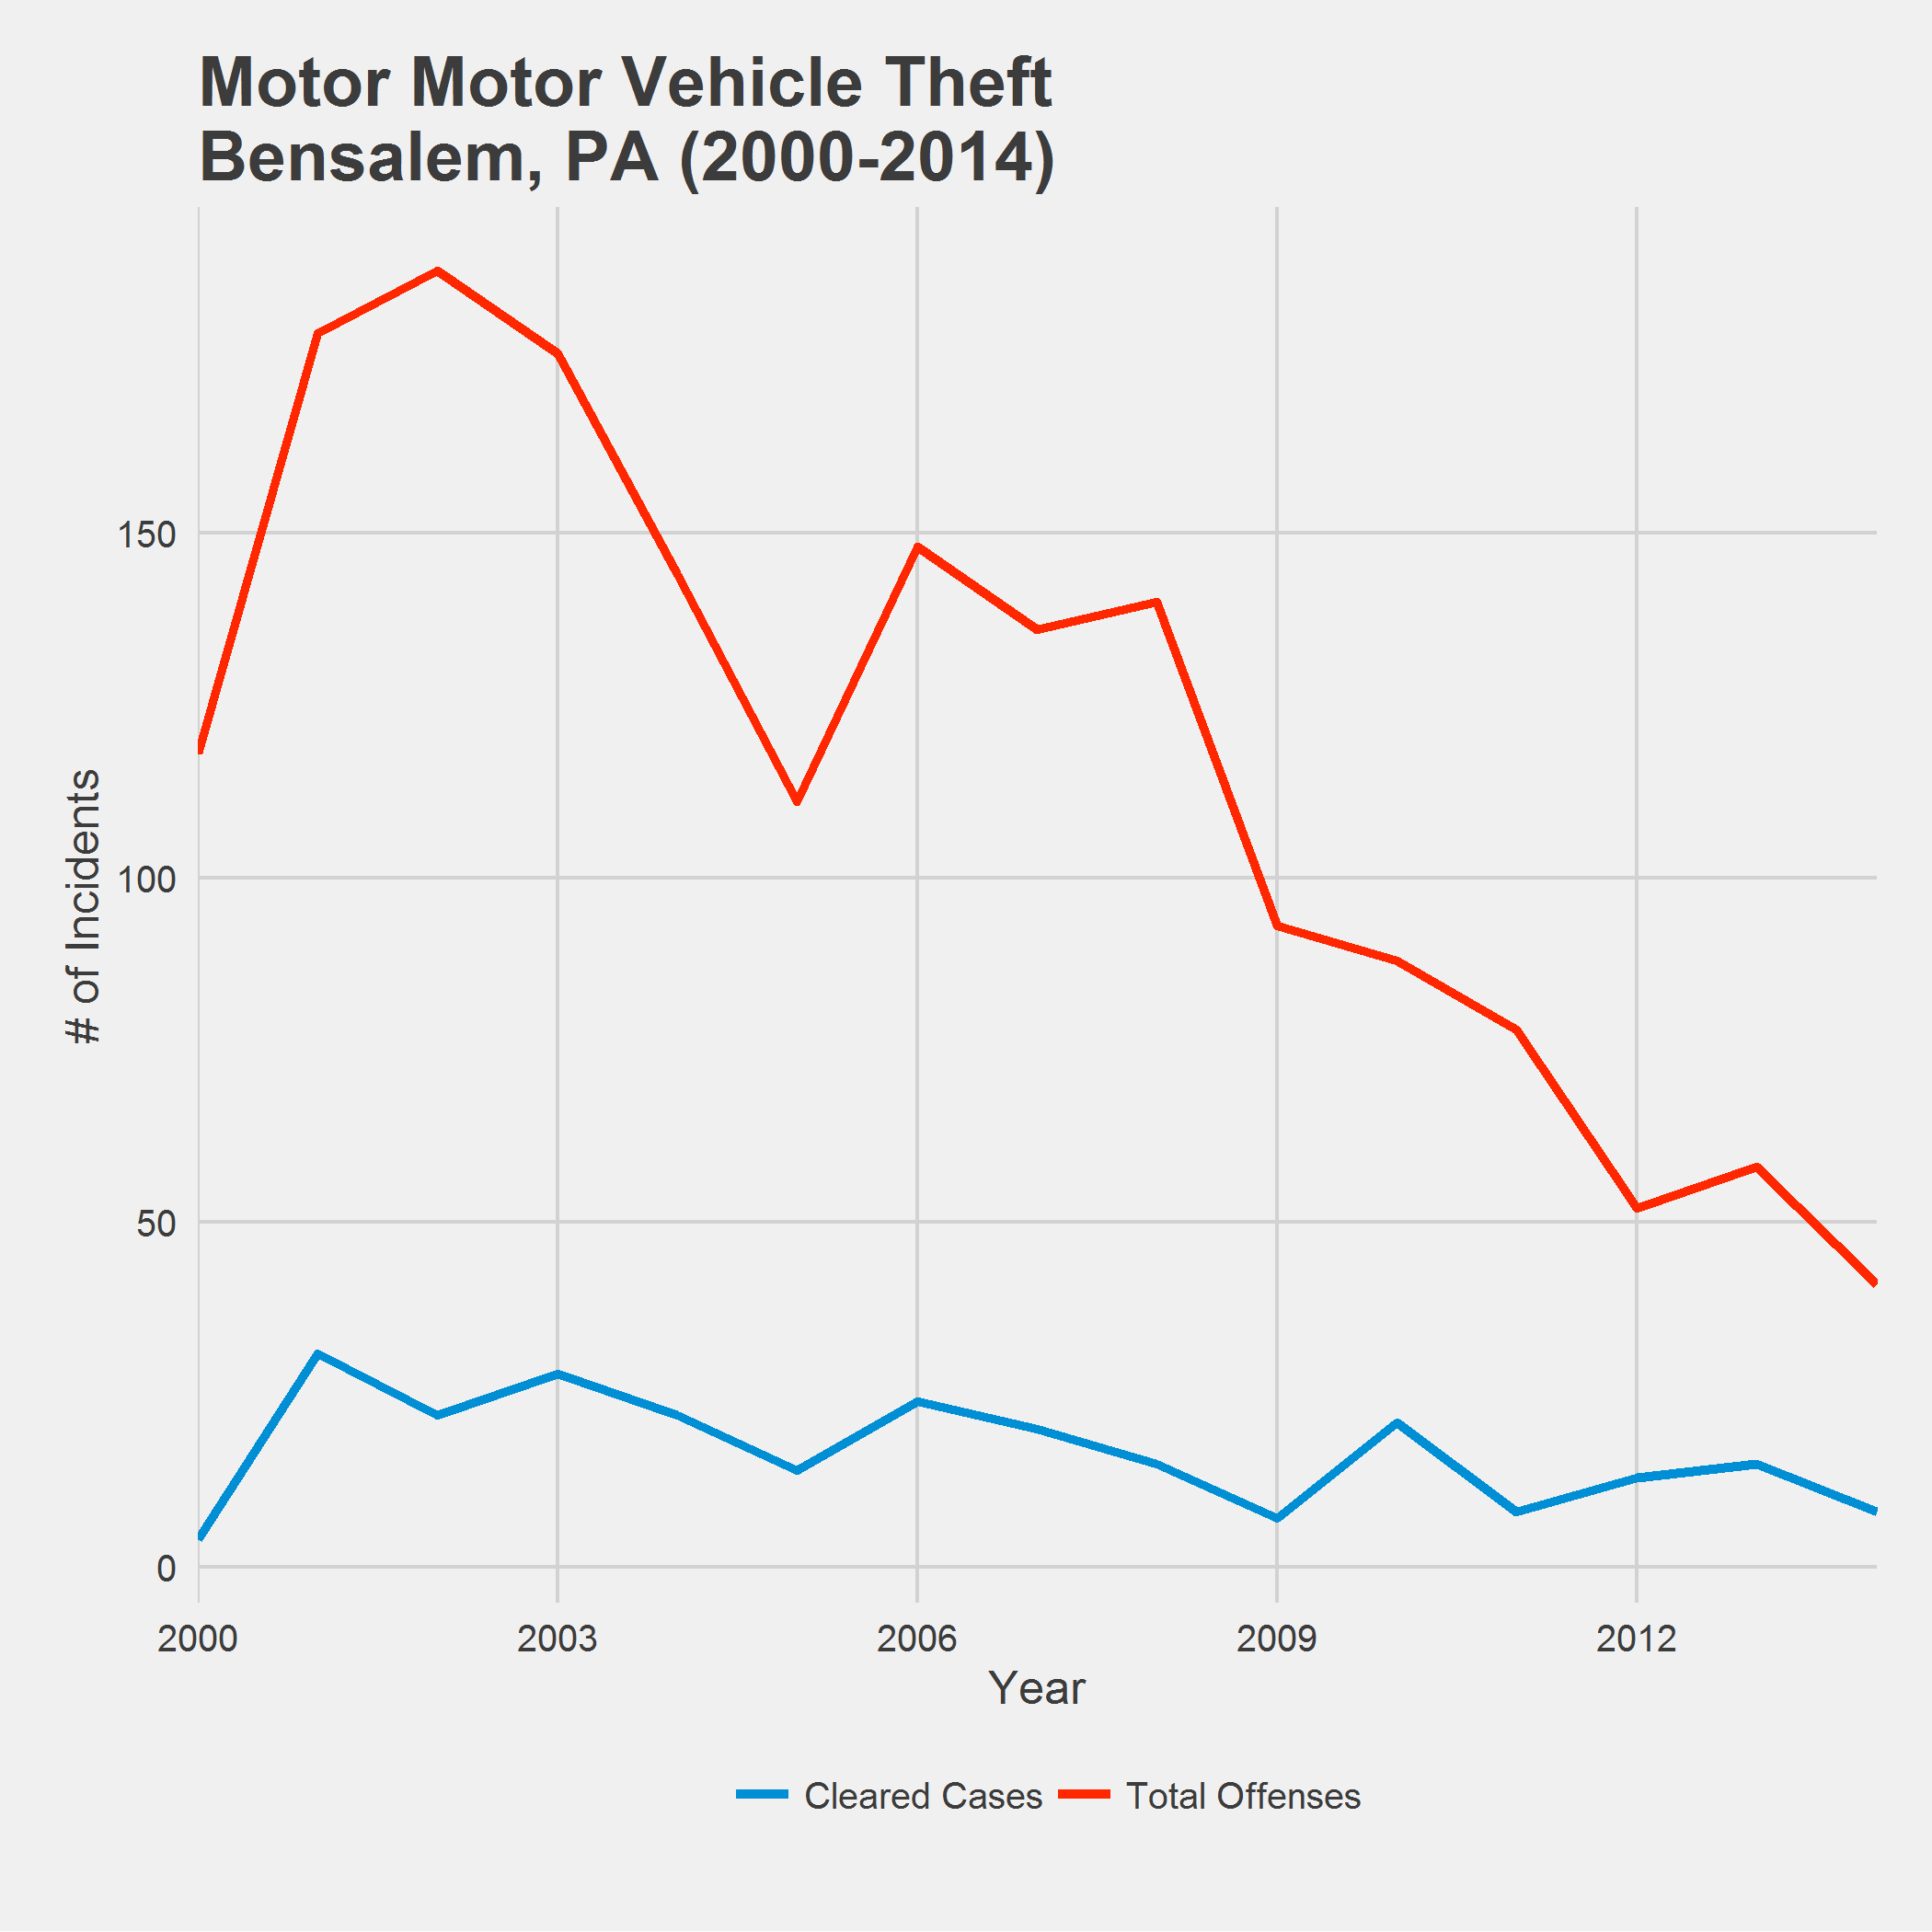 Motor Motor Vehicle Theft
Bensalem, PA (2000-2014)
# of Incidents
150
100
50
0
2000 2003 2006 2009 2012
Year
Cleared Cases Total Offenses